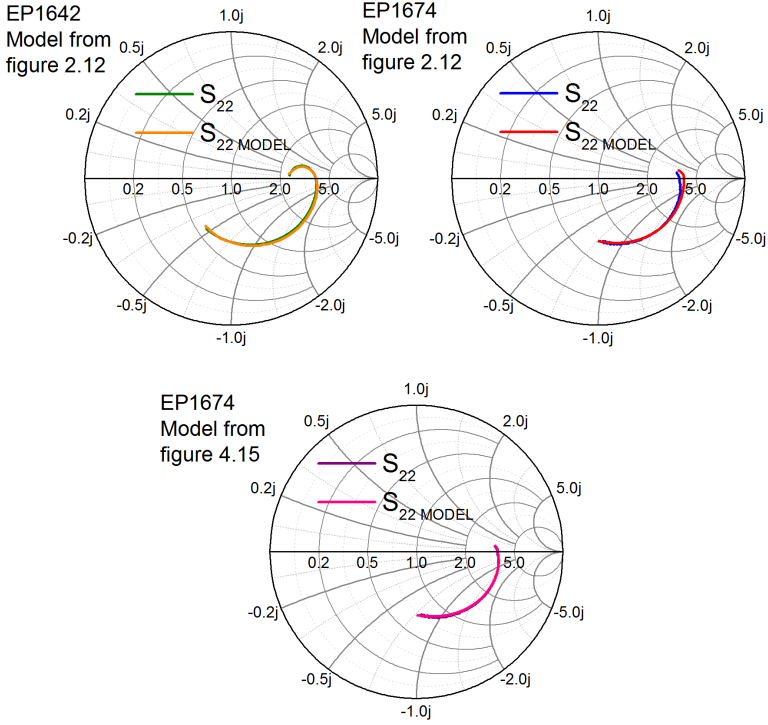 EP1642
Model from
figure 2.12
1.0j
0.5j
2.0j
0.2j
5.0j
S22
S22 MODEL
0.2 0.5 1.0 2.0 5.0
-0.2j
-5.0j
-0.5j
-2.0j
-1.0j
EP1674
Model from
figure 2.12
1.0j
0.5j
2.0j
0.2j
5.0j
S22
S22 MODEL
0.2 0.5 1.0 2.0 5.0
-0.2j
-5.0j
-0.5j
-2.0j
-1.0j
EP1674
Model from
figure 4.15
1.0j
0.5j
2.0j
0.2j
5.0j
S22
S22 MODEL
0.2 0.5 1.0 2.0 5.0
-0.2j
-5.0j
-0.5j
-2.0j
-1.0j